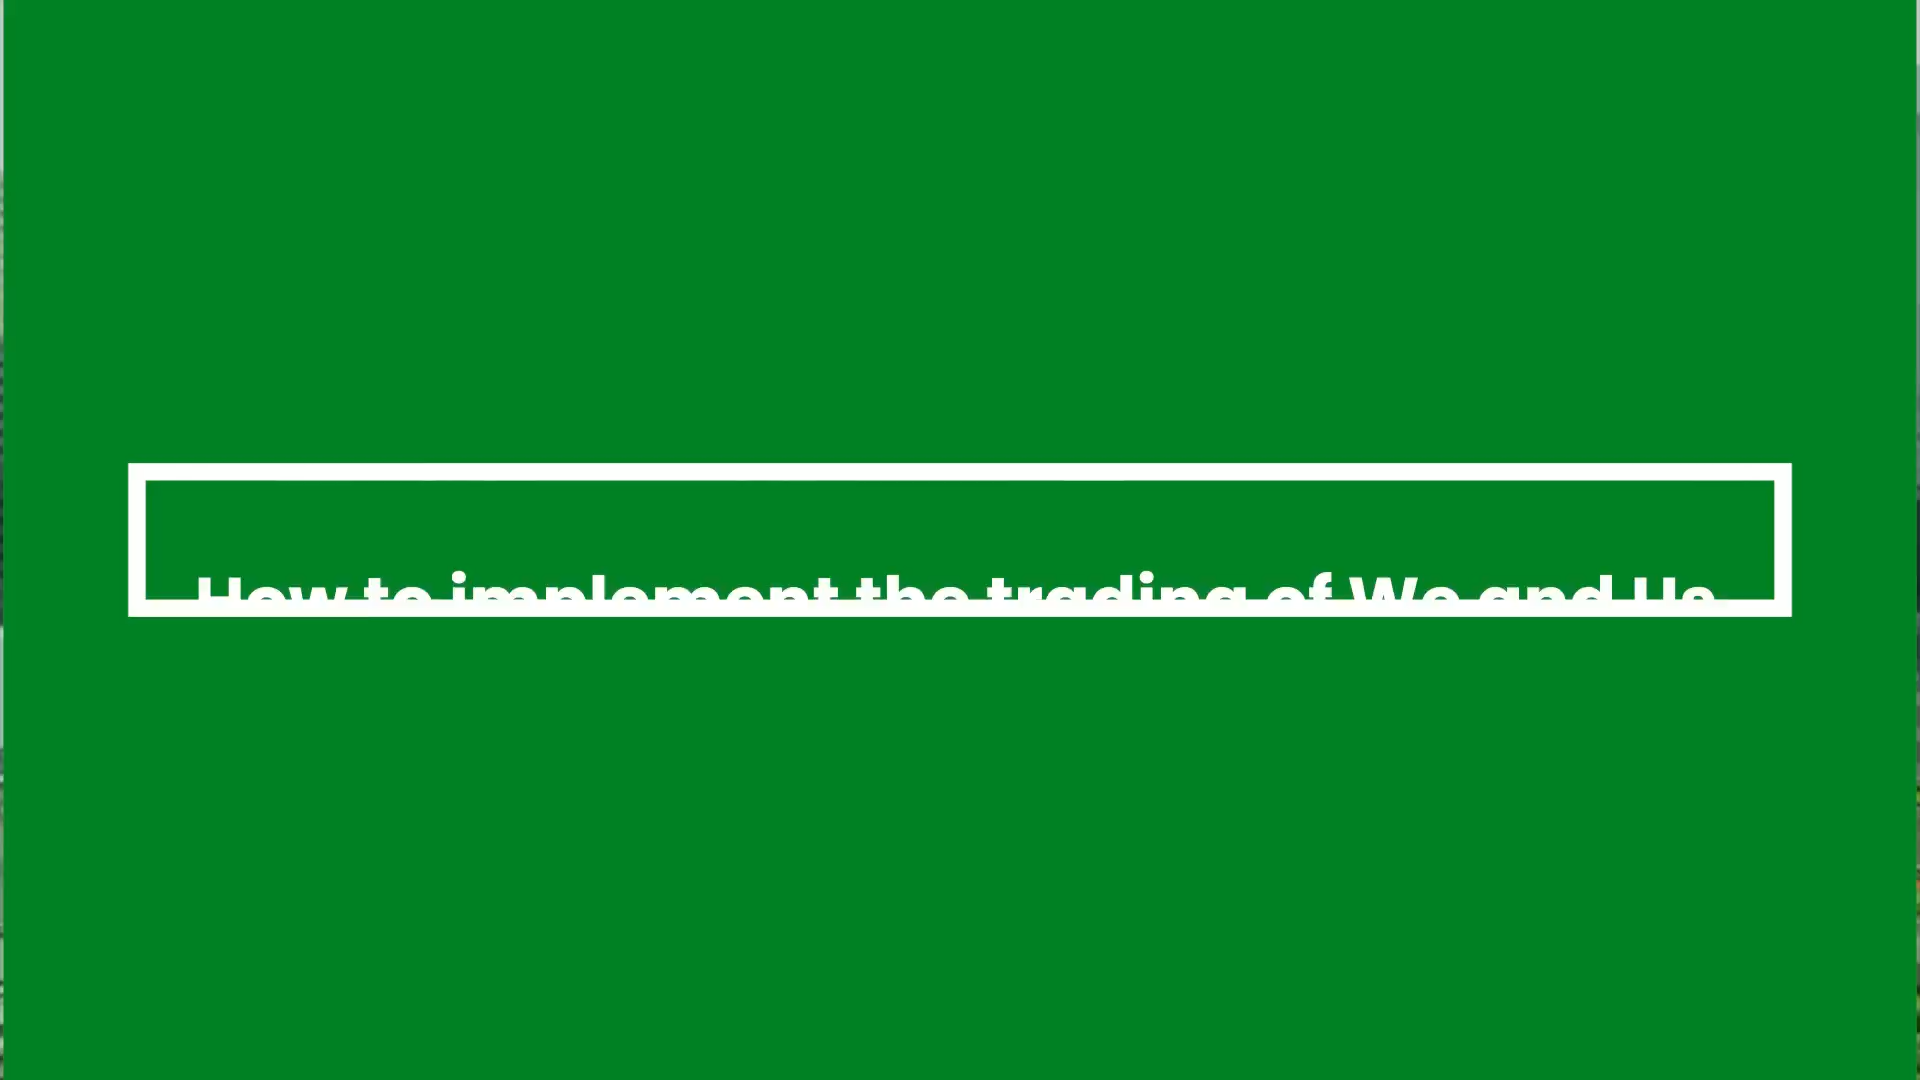 How to implement the trading of We and Us